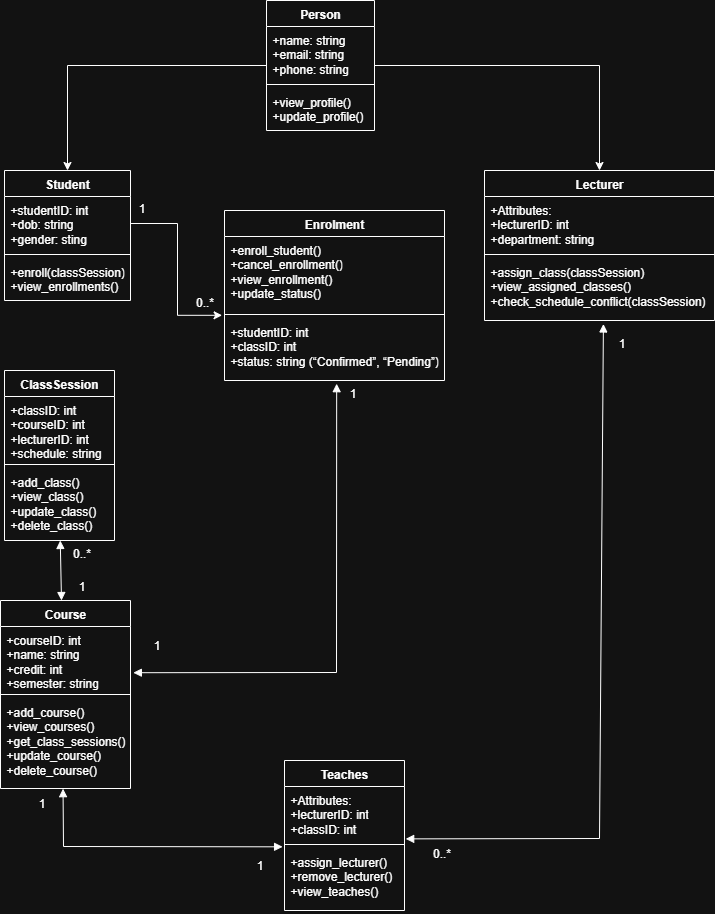 Person
+name: string
+email: string
+phone: string
+view_profile()
+update_profile()
Student
+studentID: int
+dob: string
+gender: sting
+enroll(classSession)
+view_enrollments()
1
0..*
Enrolment
+enroll_student()
+cancel_enrollment()
+view_enrollment()
+update_status()
+studentID: int
+classID: int
+status: string (“Confirmed”, “Pending”)
1
Lecturer
+Attributes:
+lecturerID: int
+department: string
+assign_class(classSession)
+view_assigned_classes()
+check_schedule_conflict(classSession)
1
ClassSession
+classID: int
+courseID: int
+lecturerID: int
+schedule: string
+add_class()
+view_class()
+update_class()
+delete_class()
0..*
1
Course
+courseID: int
+name: string
+credit: int
+semester: string
+add_course()
+view_courses()
+get_class_sessions()
+update_course()
+delete_course()
1
1
Teaches
+Attributes:
+lecturerID: int
+classID: int
+assign_lecturer()
+remove_lecturer()
+view_teaches()
1
0..*